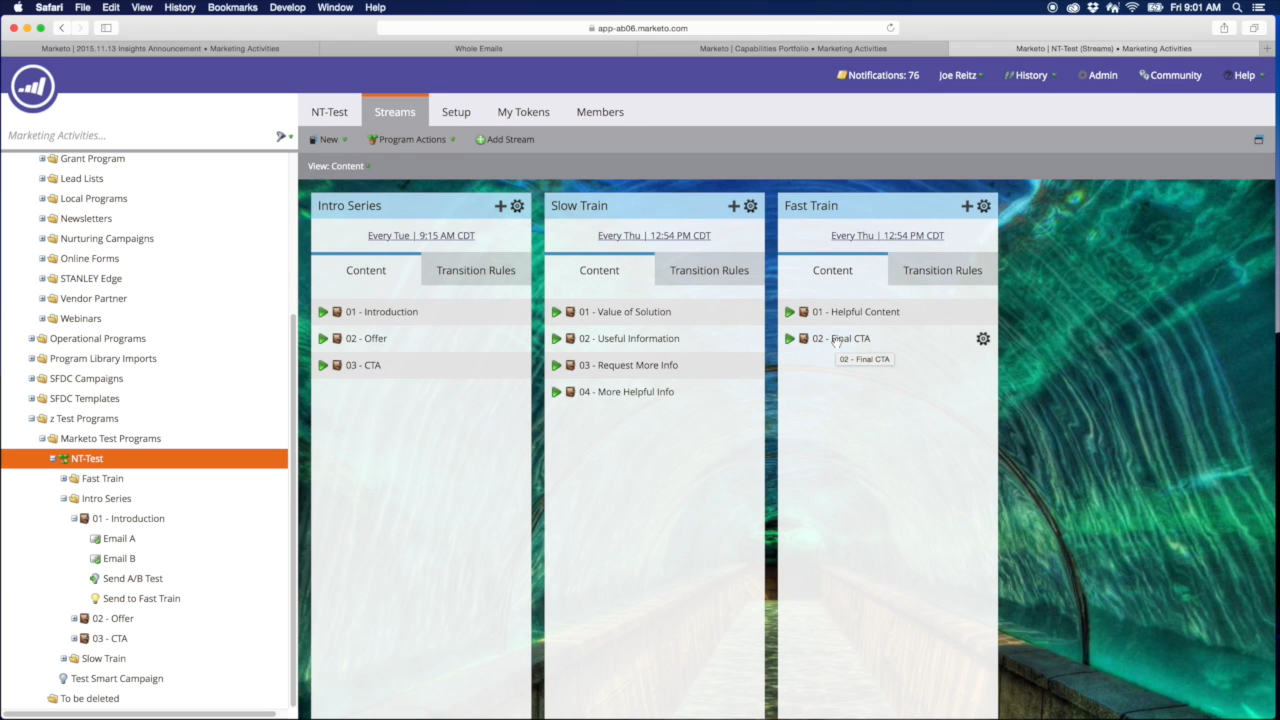 Safari File Edit View History Bookmarks Develop Window Help Fri 9:01 AM
app-ab06.marketo.com
Marketo | 2015.11.13 Insights Announcement • Marketing Activities
Whole Emails
Marketo | Capabilities Portfolio • Marketing Activities
Marketo | NT-Test (Streams) • Marketing Activities
Notifications: 76 Joe Reitz History Admin Community Help
Marketing Activities...
NT-Test Streams Setup My Tokens Members
New Program Actions Add Stream
View: Content
Grant Program
Lead Lists
Local Programs
Newsletters
Nurturing Campaigns
Online Forms
STANLEY Edge
Vendor Partner
Webinars
Operational Programs
Program Library Imports
SFDC Campaigns
SFDC Templates
z Test Programs
Marketo Test Programs
NT-Test
Fast Train
Intro Series
01 - Introduction
Email A
Email B
Send A/B Test
Send to Fast Train
02 - Offer
03 - CTA
Slow Train
Test Smart Campaign
To be deleted
Intro Series
Every Tue | 9:15 AM CDT
Content Transition Rules
01 - Introduction
02 - Offer
03 - CTA
Slow Train
Every Thu | 12:54 PM CDT
Content Transition Rules
01 - Value of Solution
02 - Useful Information
03 - Request More Info
04 - More Helpful Info
Fast Train
Every Thu | 12:54 PM CDT
Content Transition Rules
01 - Helpful Content
02 - Final CTA
02 - Final CTA